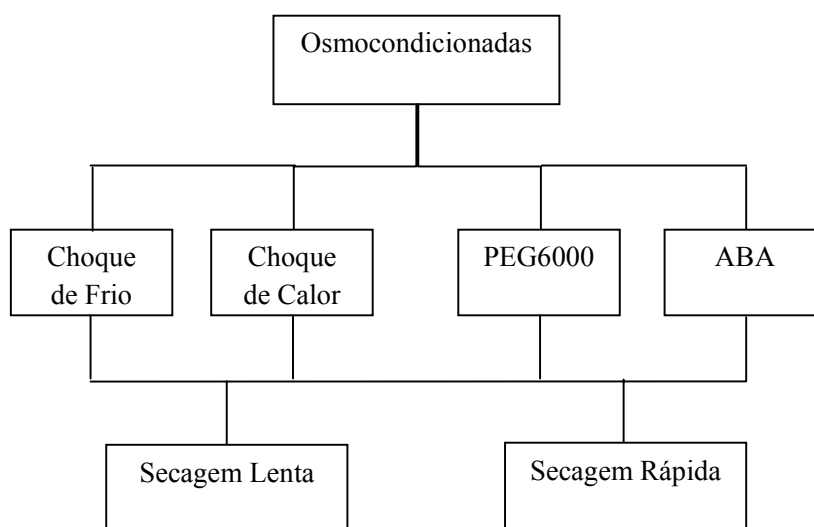 Osmocondicionadas
Choque
de Frio
Choque
de Calor
PEG6000
ABA
Secagem Lenta
Secagem Rápida